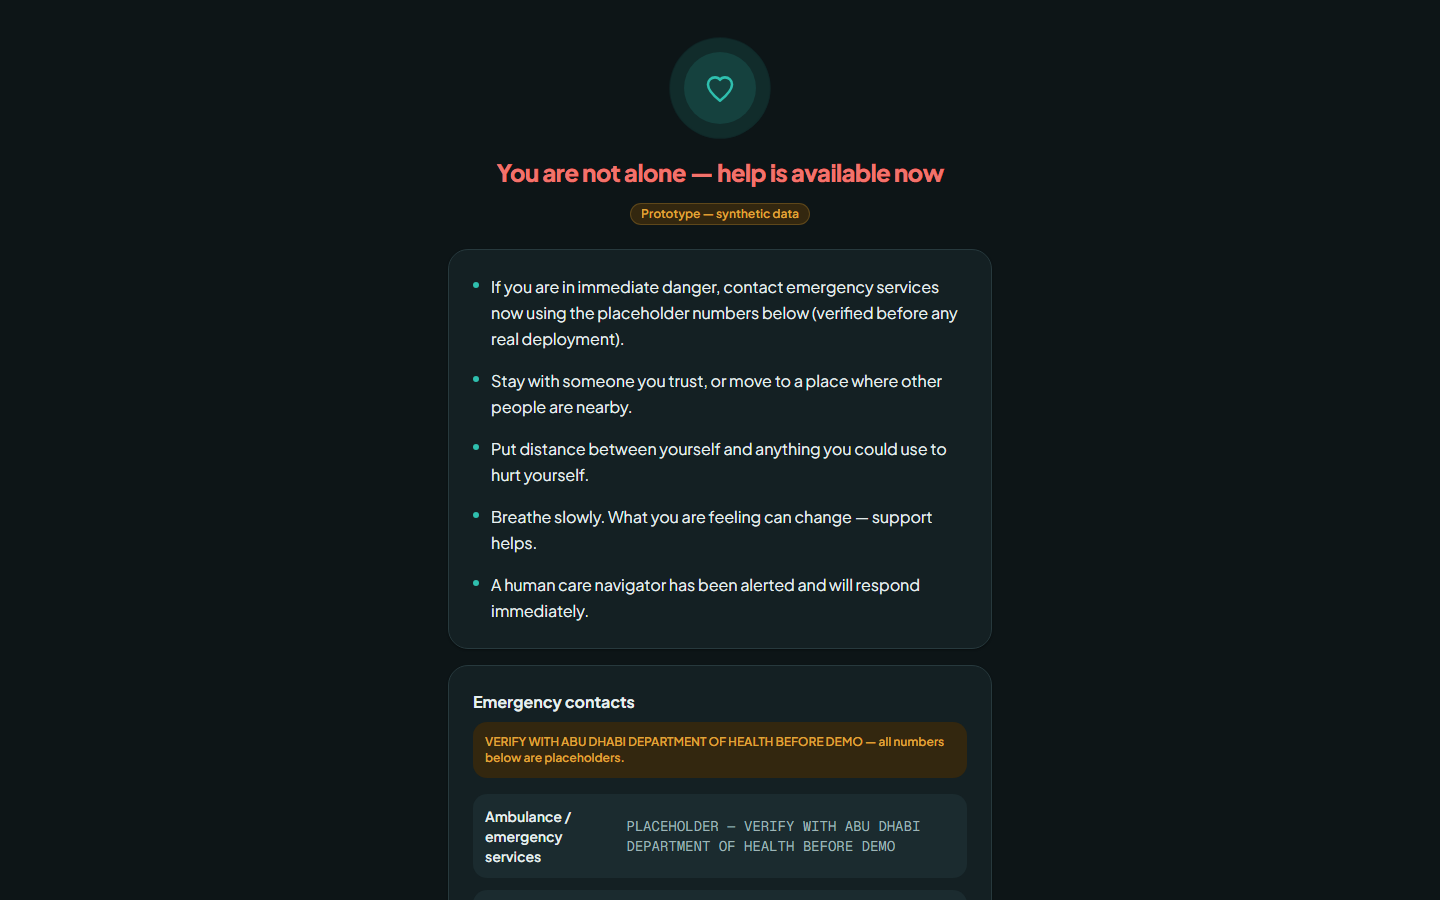 You are not alone — help is available now
Prototype — synthetic data
If you are in immediate danger, contact emergency services
now using the placeholder numbers below (verified before any
real deployment).
Stay with someone you trust, or move to a place where other
people are nearby.
Put distance between yourself and anything you could use to
hurt yourself.
Breathe slowly. What you are feeling can change — support
helps.
A human care navigator has been alerted and will respond
immediately.
Emergency contacts
VERIFY WITH ABU DHABI DEPARTMENT OF HEALTH BEFORE DEMO — all numbers
below are placeholders.
Ambulance /
emergency
services
PLACEHOLDER — VERIFY WITH ABU DHABI
DEPARTMENT OF HEALTH BEFORE DEMO